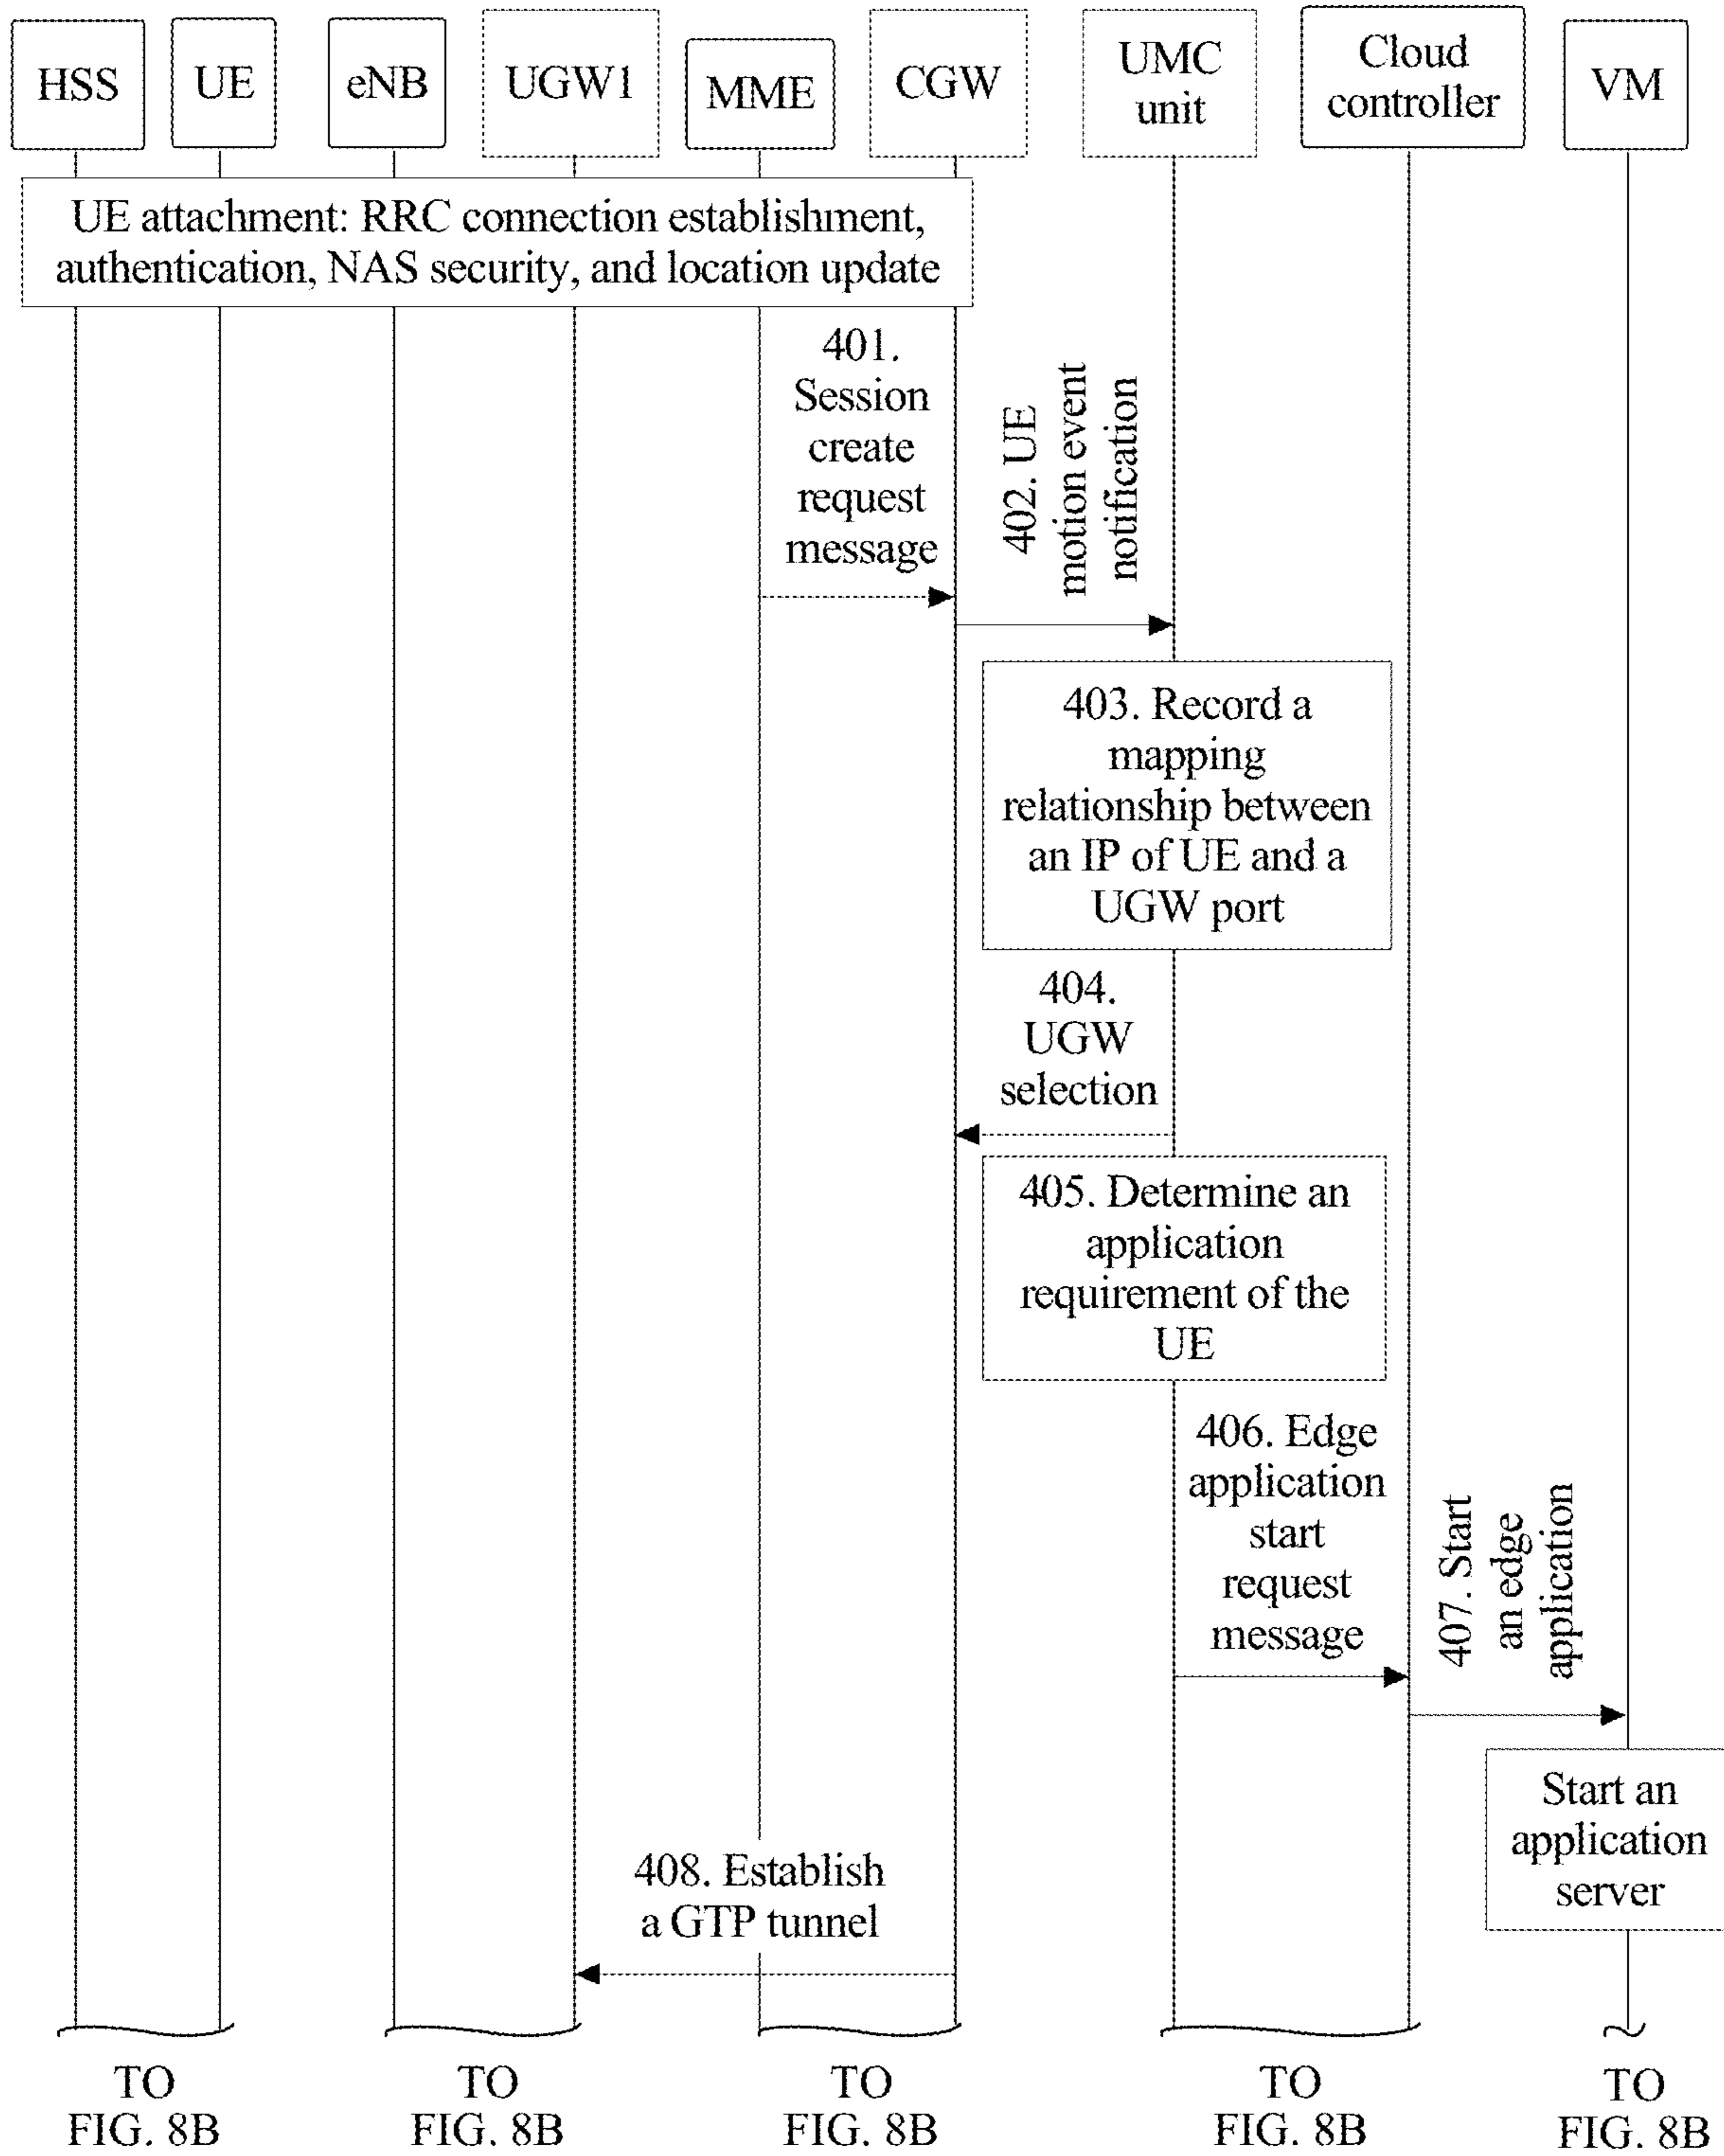 HSS
UE
eNB
UGW1
MME
CGW
UMC
unit
Cloud
controller
VM
UE attachment: RRC connection establishment,
authentication, NAS security, and location update
401.
Session
create
request
message
402. UE
motion event
notification
403. Record a
mapping
relationship between
an IP of UE and a
UGW port
404.
UGW
selection
405. Determine an
application
requirement of the
UE
406. Edge
application
start
request
message
407. Start
an edge
application
Start an
application
server
408. Establish
a GTP tunnel
TO
FIG. 8B
TO
FIG. 8B
TO
FIG. 8B
TO
FIG. 8B
TO
FIG. 8B